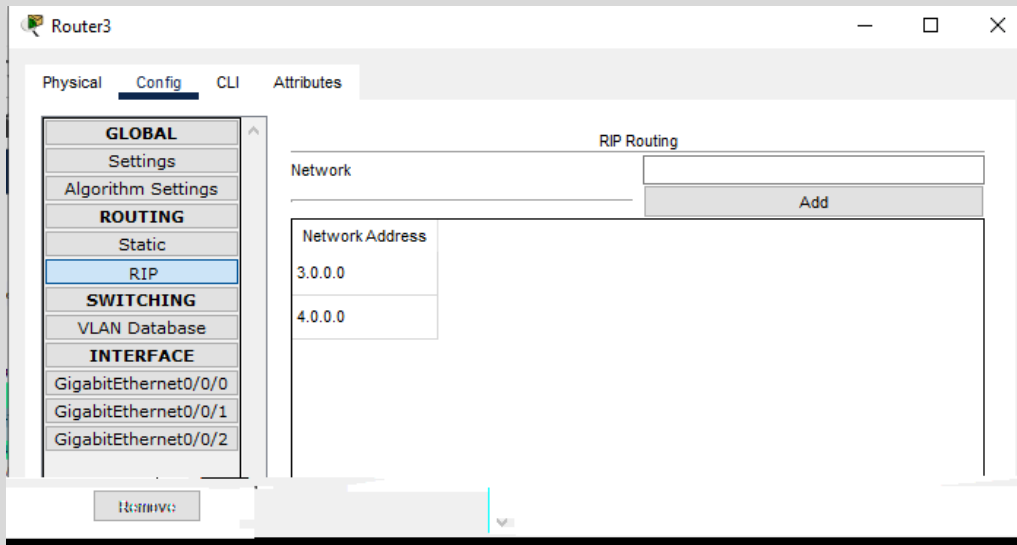 Router3
Physical Config CLI Attributes
GLOBAL
Settings
Algorithm Settings
ROUTING
Static
RIP
SWITCHING
VLAN Database
INTERFACE
GigabitEthernet0/0/0
GigabitEthernet0/0/1
GigabitEthernet0/0/2
RIP Routing
Network
Add
Network Address
3.0.0.0
4.0.0.0
Remove